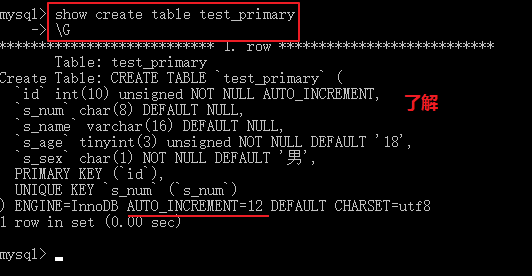 mysql> show create table test_primary
    -> \G
*************************** 1. row ***************************
       Table: test_primary
Create Table: CREATE TABLE `test_primary` (
  `id` int(10) unsigned NOT NULL AUTO_INCREMENT,
  `s_num` char(8) DEFAULT NULL,
了解
  `s_name` varchar(16) DEFAULT NULL,
  `s_age` tinyint(3) unsigned NOT NULL DEFAULT '18',
  `s_sex` char(1) NOT NULL DEFAULT '男',
  PRIMARY KEY (`id`),
  UNIQUE KEY `s_num` (`s_num`)
) ENGINE=InnoDB AUTO_INCREMENT=12 DEFAULT CHARSET=utf8
1 row in set (0.00 sec)
mysql>